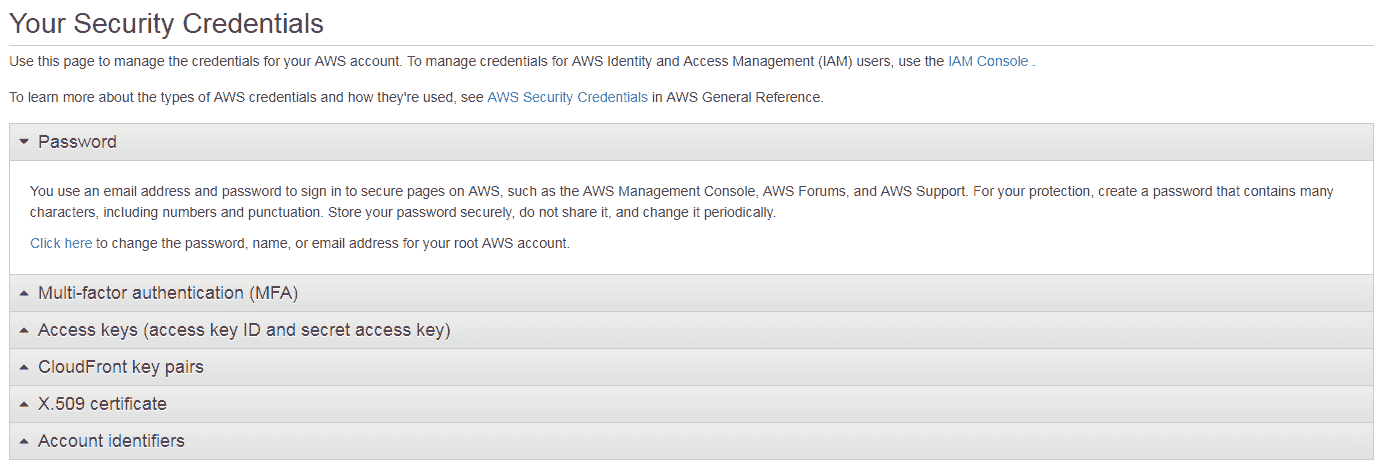 Your Security Credentials
Use this page to manage the credentials for your AWS account. To manage credentials for AWS Identity and Access Management (IAM) users, use the IAM Console .
To learn more about the types of AWS credentials and how they're used, see AWS Security Credentials in AWS General Reference.
Password
You use an email address and password to sign in to secure pages on AWS, such as the AWS Management Console, AWS Forums, and AWS Support. For your protection, create a password that contains many
characters, including numbers and punctuation. Store your password securely, do not share it, and change it periodically.
Click here to change the password, name, or email address for your root AWS account.
Multi-factor authentication (MFA)
Access keys (access key ID and secret access key)
CloudFront key pairs
X.509 certificate
Account identifiers